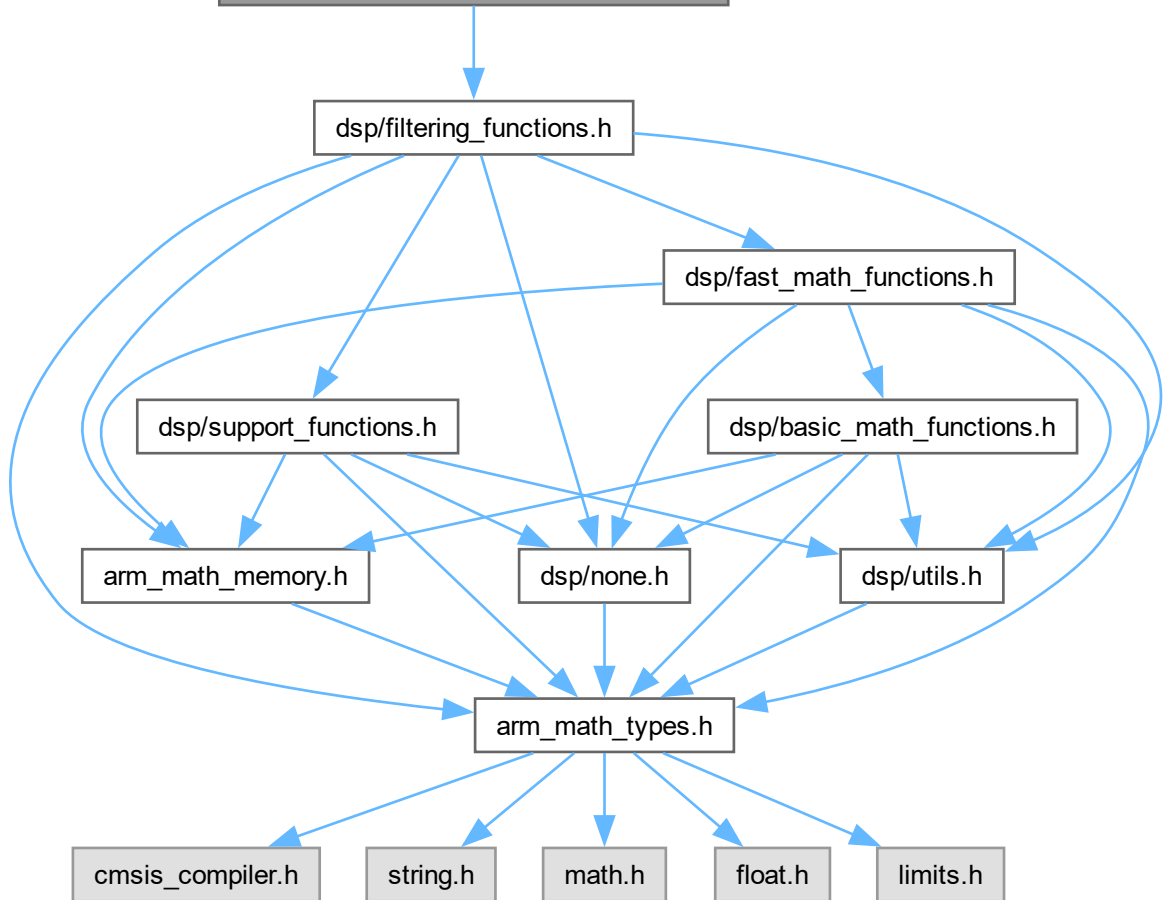 dsp/filtering_functions.h
dsp/fast_math_functions.h
dsp/support_functions.h
dsp/basic_math_functions.h
arm_math_memory.h
dsp/none.h
dsp/utils.h
arm_math_types.h
cmsis_compiler.h
string.h
math.h
float.h
limits.h